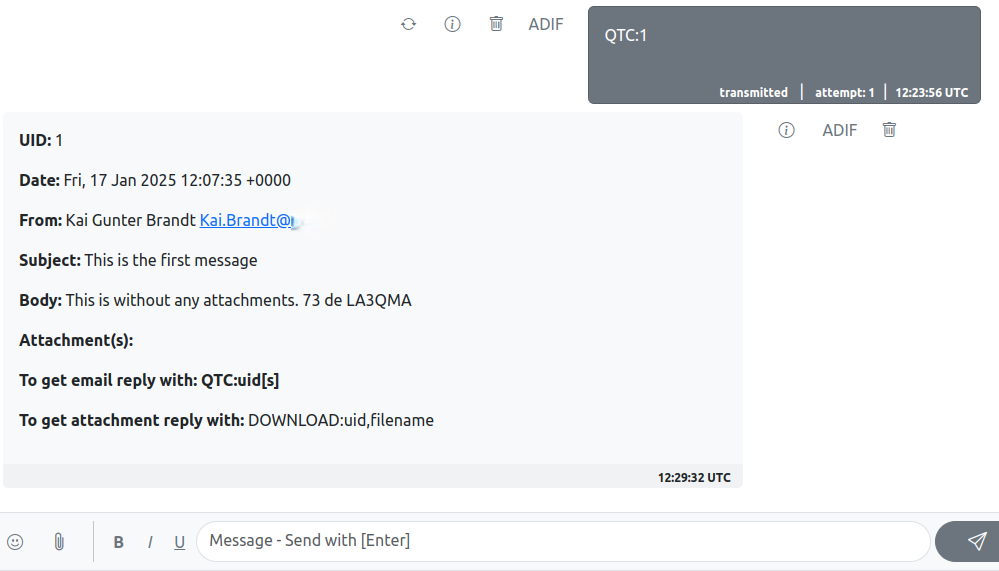 ADIF
QTC:1
transmitted | attempt: 1 | 12:23:56 UTC
UID: 1
ADIF
Date: Fri, 17 Jan 2025 12:07:35 +0000
From: Kai Gunter Brandt Kai.Brandt@
Subject: This is the first message
Body: This is without any attachments. 73 de LA3QMA
Attachment(s):
To get email reply with: QTC:uid[s]
To get attachment reply with: DOWNLOAD:uid,filename
12:29:32 UTC
B I U Message - Send with [Enter]